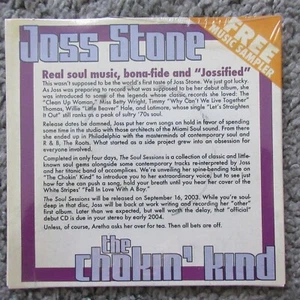 Joss Stone
FREE
MUSIC SAMPLER
Real soul music, bona-fide and "Jossified"
This wasn't supposed to be the world's first taste of Joss Stone. We just got lucky.
As Joss was preparing to record what was supposed to be her debut album, she
was introduced to some of the legends whose classic records she loved: The
"Clean Up Woman," Miss Betty Wright, Timmy "Why Can't We Live Together"
Thomas, Willie "Little Beaver" Hale, and Latimore, whose single "Let's Straighten
It Out" still ranks as a peak of sultry '70s soul.
Release dates be damned, Joss put her own songs on hold in favor of spending
some time in the studio with those architects of the Miami Soul sound. From there
she ended up in Philadelphia with the masterminds of contemporary soul and
R & B, The Roots. What started as a side project grew into an obsession for
everyone involved.
Completed in only four days, The Soul Sessions is a collection of classic and little-
known soul gems alongside some contemporary tracks re-interpreted by Joss
and her titanic band of accomplices. We're unveiling her spine-bending take on
"The Chokin' Kind" to introduce you to her extraordinary voice; but to see just
how far she can push a song, hold your breath until you hear her cover of the
White Stripes' "Fell In Love With A Boy."
The Soul Sessions will be released on September 16, 2003. While you're soul-
deep in that disc, Joss will be back at work writing and recording her "other"
first album. Later than we expected, but well worth the delay, that "official"
debut CD is due in your stereo by early 2004.
Unless, of course, Aretha asks her over for tea. Then all bets are off.
the
chokin' kind